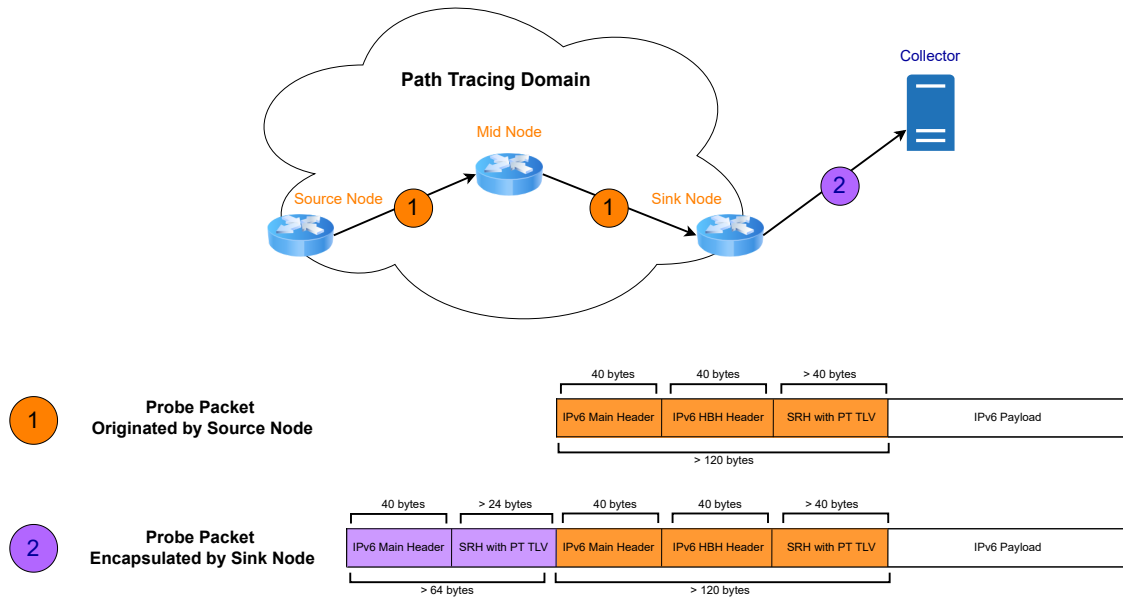 Collector
Path Tracing Domain
Mid Node
Source Node
Sink Node
1
1
2
40 bytes
40 bytes
> 40 bytes
1
Probe Packet
Originated by Source Node
IPv6 Main Header
IPv6 HBH Header
SRH with PT TLV
IPv6 Payload
> 120 bytes
40 bytes
> 24 bytes
40 bytes
40 bytes
> 40 bytes
2
Probe Packet
Encapsulated by Sink Node
IPv6 Main Header
SRH with PT TLV
IPv6 Main Header
IPv6 HBH Header
SRH with PT TLV
IPv6 Payload
> 64 bytes
> 120 bytes